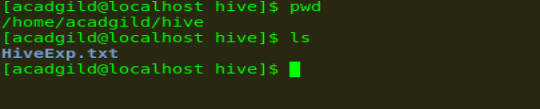 [acadgild@localhost hive]$ pwd
/home/acadgild/hive
[acadgild@localhost hive]$ ls
HiveExp.txt
[acadgild@localhost hive]$